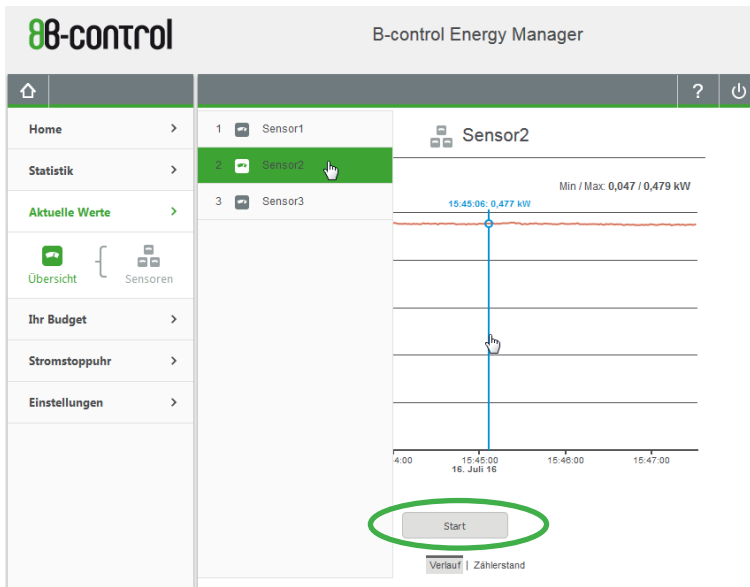 B-control
B-control Energy Manager
?
Home
Statistik
Aktuelle Werte
Übersicht
Sensoren
Ihr Budget
Stromstoppuhr
Einstellungen
1 Sensor1
2 Sensor2
3 Sensor3
Sensor2
Min / Max: 0,047 / 0,479 kW
15:45:06: 0,477 kW
4:00 15:45:00 15:46:00 15:47:00
16. Juli 16
Start
Verlauf | Zählerstand